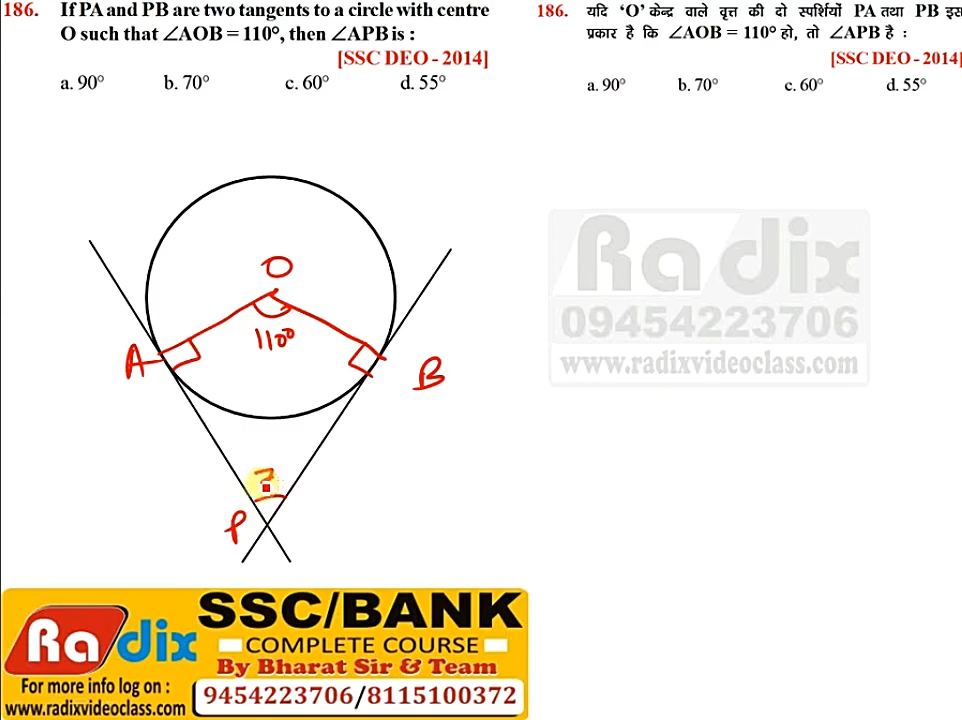 186. If PA and PB are two tangents to a circle with centre
O such that ∠AOB = 110°, then ∠APB is :
[SSC DEO - 2014]
a. 90° b. 70° c. 60° d. 55°
186. यदि ‘O’ केन्द्र वाले वृत्त की दो स्पर्शियों PA तथा PB इस
प्रकार है कि ∠AOB = 110° हो, तो ∠APB है :
[SSC DEO - 2014]
a. 90° b. 70° c. 60° d. 55°
O
110°
A
B
?
P
Radix
09454223706
www.radixvideoclass.com
Radix
For more info log on :
www.radixvideoclass.com
SSC/BANK
COMPLETE COURSE
By Bharat Sir & Team
9454223706/8115100372